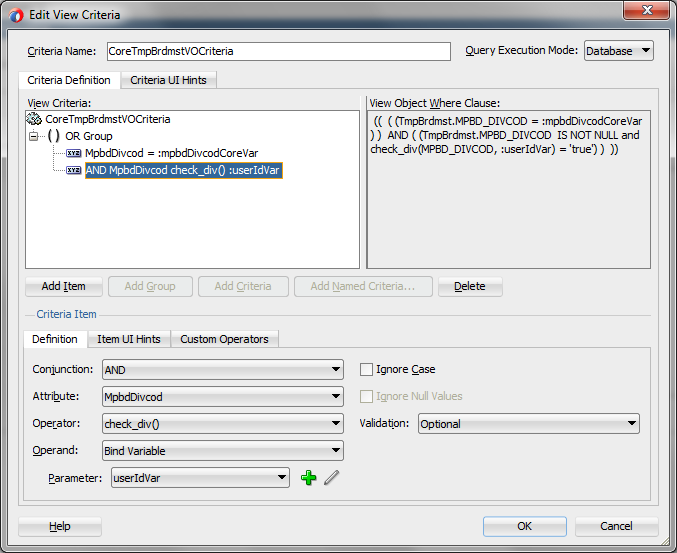 Edit View Criteria
Criteria Name: CoreTmpBrdmstVOCriteria Query Execution Mode: Database
Criteria Definition Criteria UI Hints
View Criteria:
CoreTmpBrdmstVOCriteria
( ) OR Group
xyz MpbdDivcod = :mpbdDivcodCoreVar
xyz AND MpbdDivcod check_div() :userIdVar
View Object Where Clause:
(( ( (TmpBrdmst.MPBD_DIVCOD = :mpbdDivcodCoreVar
) ) AND ( (TmpBrdmst.MPBD_DIVCOD IS NOT NULL and
check_div(MPBD_DIVCOD, :userIdVar) = 'true') ) ))
Add Item Add Group Add Criteria Add Named Criteria... Delete
Criteria Item
Definition Item UI Hints Custom Operators
Conjunction: AND Ignore Case
Attribute: MpbdDivcod Ignore Null Values
Operator: check_div() Validation: Optional
Operand: Bind Variable
Parameter: userIdVar
Help OK Cancel